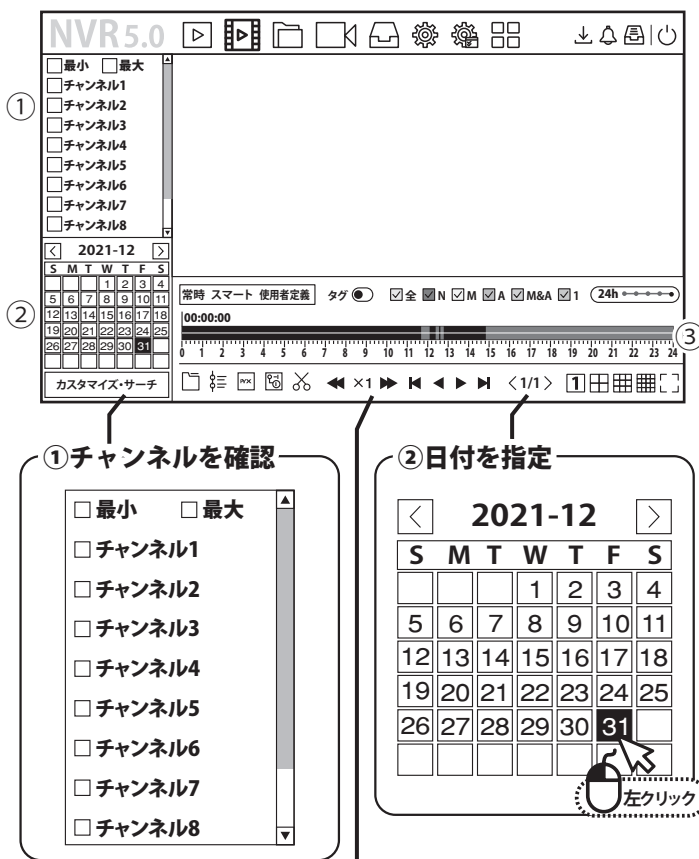 NVR 5.0
最小 最大
チャンネル1
チャンネル2
チャンネル3
チャンネル4
チャンネル5
チャンネル6
チャンネル7
チャンネル8
①
< 2021-12 >
S M T W T F S
1 2 3 4
5 6 7 8 9 10 11
12 13 14 15 16 17 18
19 20 21 22 23 24 25
26 27 28 29 30 31
②
カスタマイズ・サーチ
常時 スマート 使用者定義 タグ 全 N M A M&A 1 24h
00:00:00
0 1 2 3 4 5 6 7 8 9 10 11 12 13 14 15 16 17 18 19 20 21 22 23 24
③
×1 <1/1> 1
①チャンネルを確認
最小 最大
チャンネル1
チャンネル2
チャンネル3
チャンネル4
チャンネル5
チャンネル6
チャンネル7
チャンネル8
②日付を指定
< 2021-12 >
S M T W T F S
1 2 3 4
5 6 7 8 9 10 11
12 13 14 15 16 17 18
19 20 21 22 23 24 25
26 27 28 29 30 31
左クリック